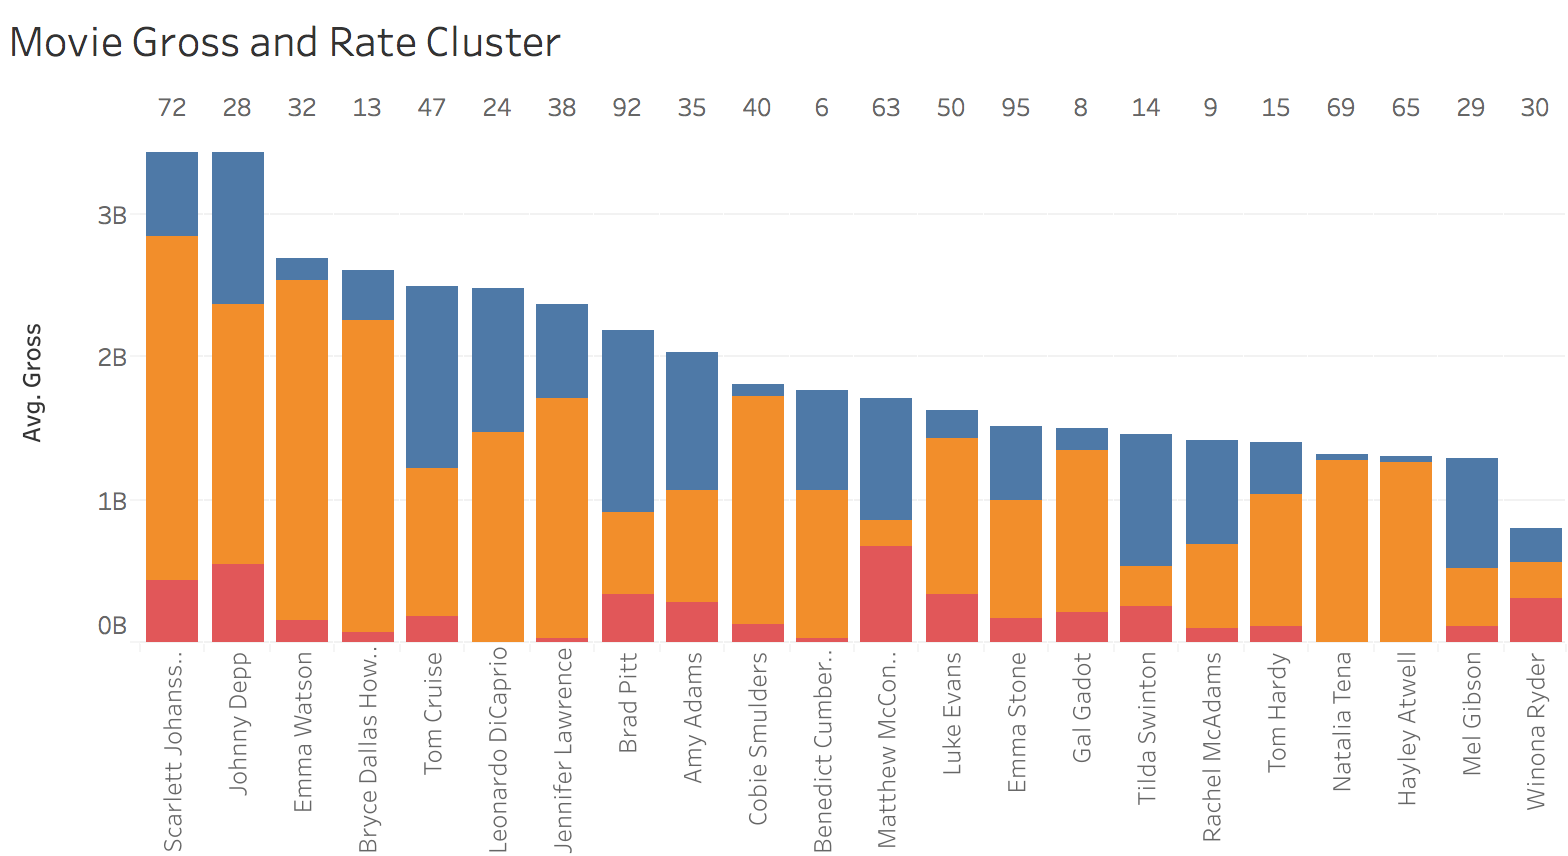 Movie Gross and Rate Cluster
72 28 32 13 47 24 38 92 35 40 6 63 50 95 8 14 9 15 69 65 29 30
Avg. Gross
3B
2B
1B
0B
Scarlett Johanss..
Johnny Depp
Emma Watson
Bryce Dallas How..
Tom Cruise
Leonardo DiCaprio
Jennifer Lawrence
Brad Pitt
Amy Adams
Cobie Smulders
Benedict Cumber..
Matthew McCon..
Luke Evans
Emma Stone
Gal Gadot
Tilda Swinton
Rachel McAdams
Tom Hardy
Natalia Tena
Hayley Atwell
Mel Gibson
Winona Ryder